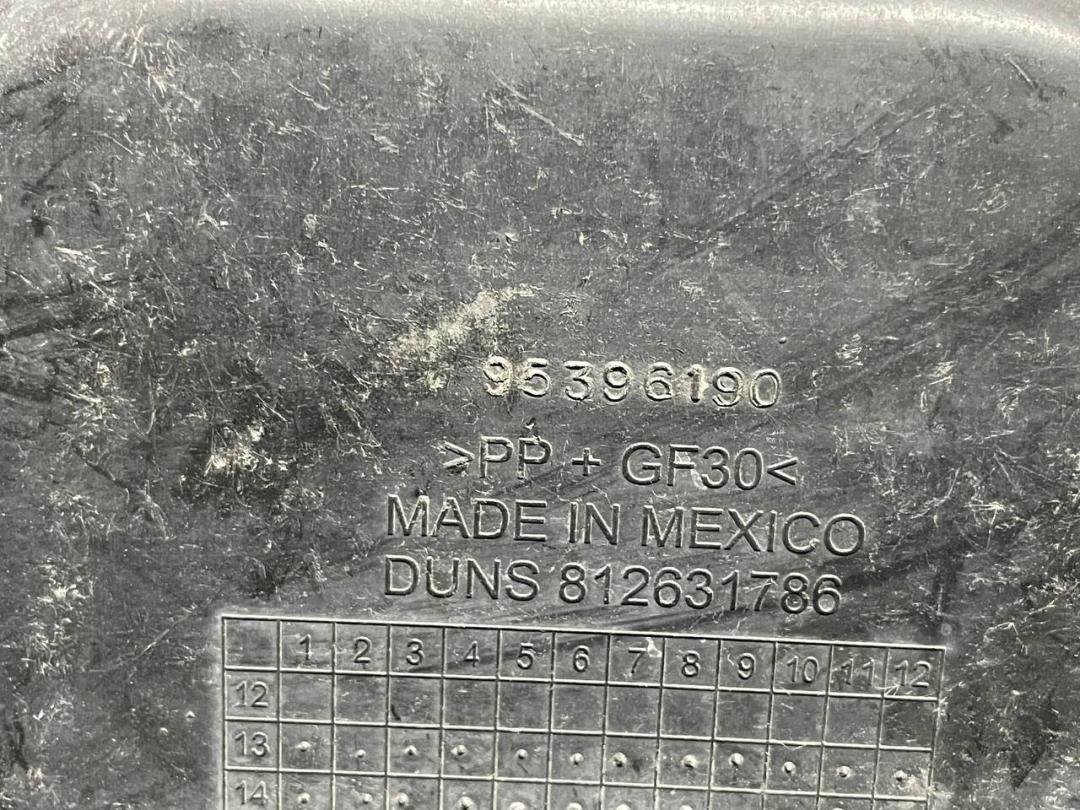 95396190
>PP + GF30<
MADE IN MEXICO
DUNS 812631786
1 2 3 4 5 6 7 8 9 10 11 12
12
13
14